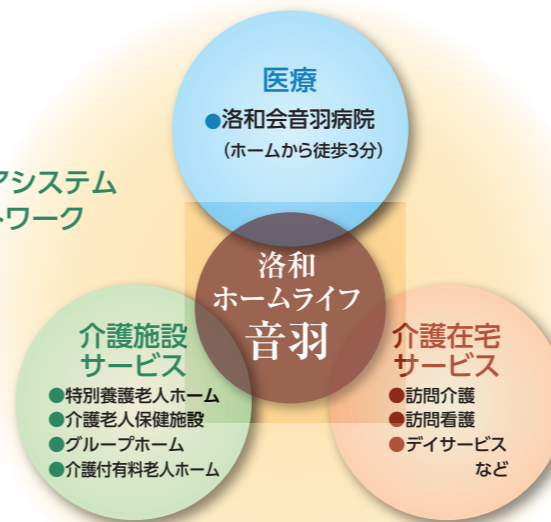 医療
●洛和会音羽病院
（ホームから徒歩3分）
アシステム
トワーク
洛和
ホームライフ
音羽
介護施設
サービス
●特別養護老人ホーム
●介護老人保健施設
●グループホーム
●介護付有料老人ホーム
介護在宅
サービス
●訪問介護
●訪問看護
●デイサービス
など